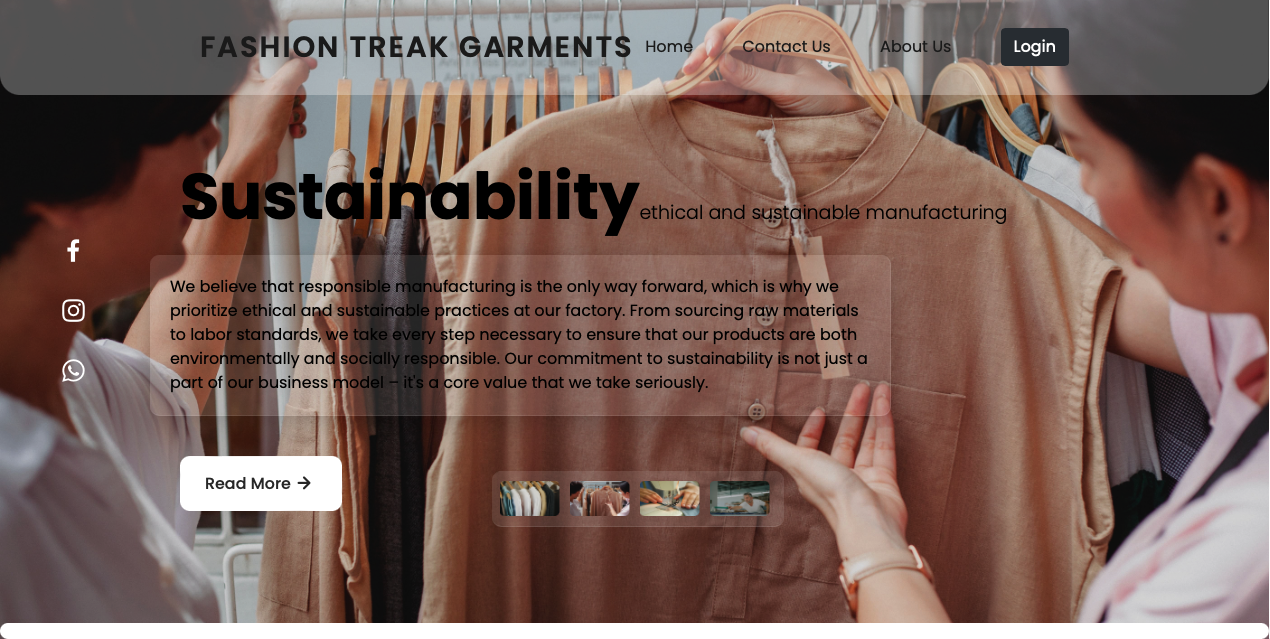 FASHION TREAK GARMENTS Home Contact Us About Us Login
Sustainability ethical and sustainable manufacturing
We believe that responsible manufacturing is the only way forward, which is why we
prioritize ethical and sustainable practices at our factory. From sourcing raw materials
to labor standards, we take every step necessary to ensure that our products are both
environmentally and socially responsible. Our commitment to sustainability is not just a
part of our business model – it's a core value that we take seriously.
Read More